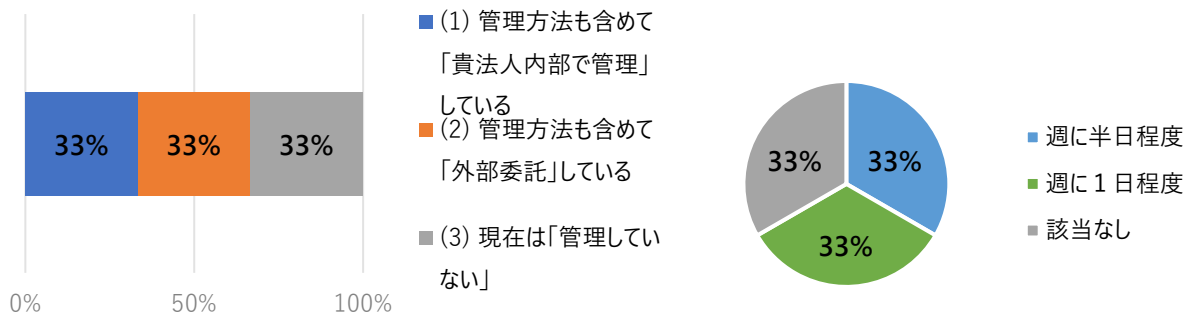 33%
33%
33%
0%
50%
100%
(1) 管理方法も含めて
「貴法人内部で管理」
している
(2) 管理方法も含めて
「外部委託」している
(3) 現在は「管理してい
ない」
33%
33%
33%
週に半日程度
週に１日程度
該当なし